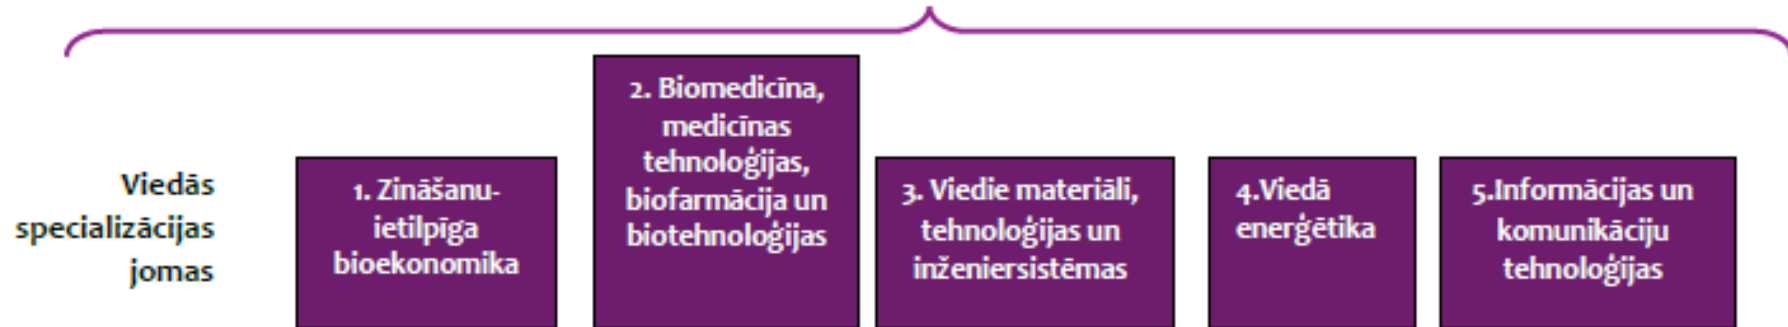 Viedās
specializācijas
jomas
1. Zināšanu-
ietilpīga
bioekonomika
2. Biomedicīna,
medicīnas
tehnoloģijas,
biofarmācija un
biotehnoloģijas
3. Viedie materiāli,
tehnoloģijas un
inženiersistēmas
4.Viedā
enerģētika
5.Informācijas un
komunikāciju
tehnoloģijas